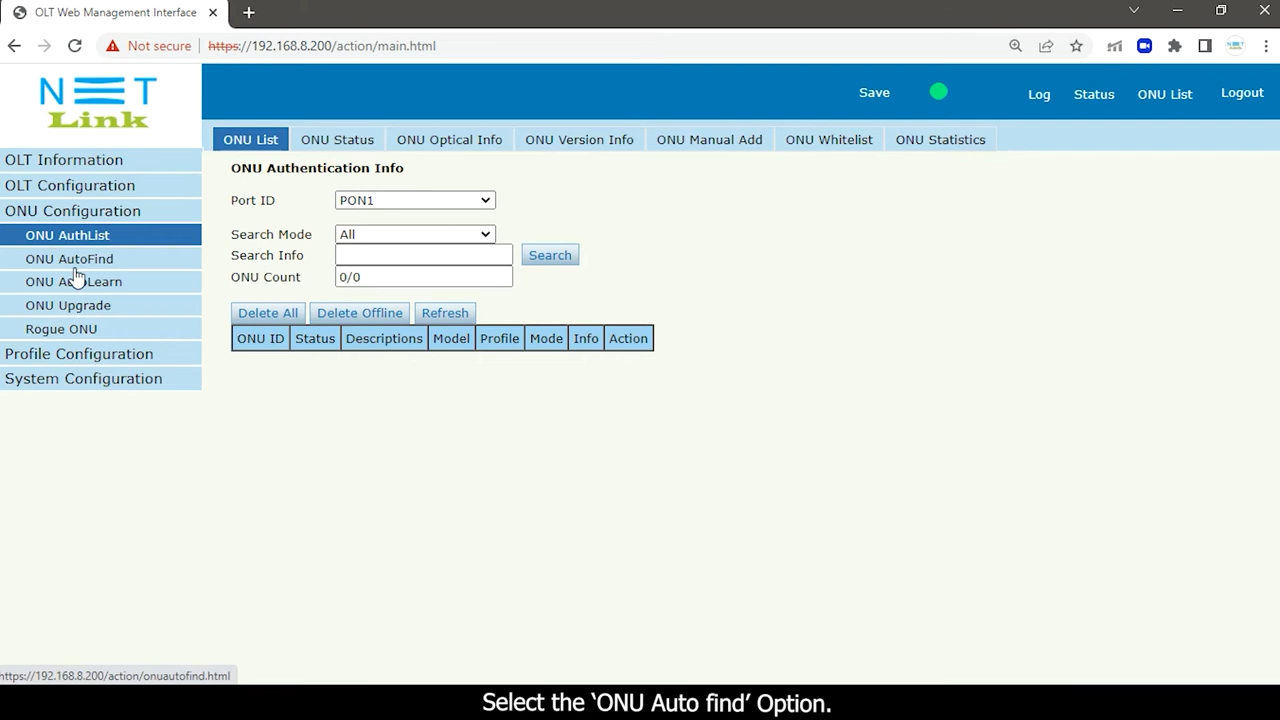 OLT Web Management Interface
Not secure https://192.168.8.200/action/main.html
NET
Link
Save Log Status ONU List Logout
ONU List ONU Status ONU Optical Info ONU Version Info ONU Manual Add ONU Whitelist ONU Statistics
OLT Information
OLT Configuration
ONU Configuration
ONU AuthList
ONU AutoFind
ONU AutoLearn
ONU Upgrade
Rogue ONU
Profile Configuration
System Configuration
ONU Authentication Info
Port ID PON1
Search Mode All
Search Info Search
ONU Count 0/0
Delete All Delete Offline Refresh
ONU ID Status Descriptions Model Profile Mode Info Action
https://192.168.8.200/action/onuautofind.html
Select the ‘ONU Auto find’ Option.